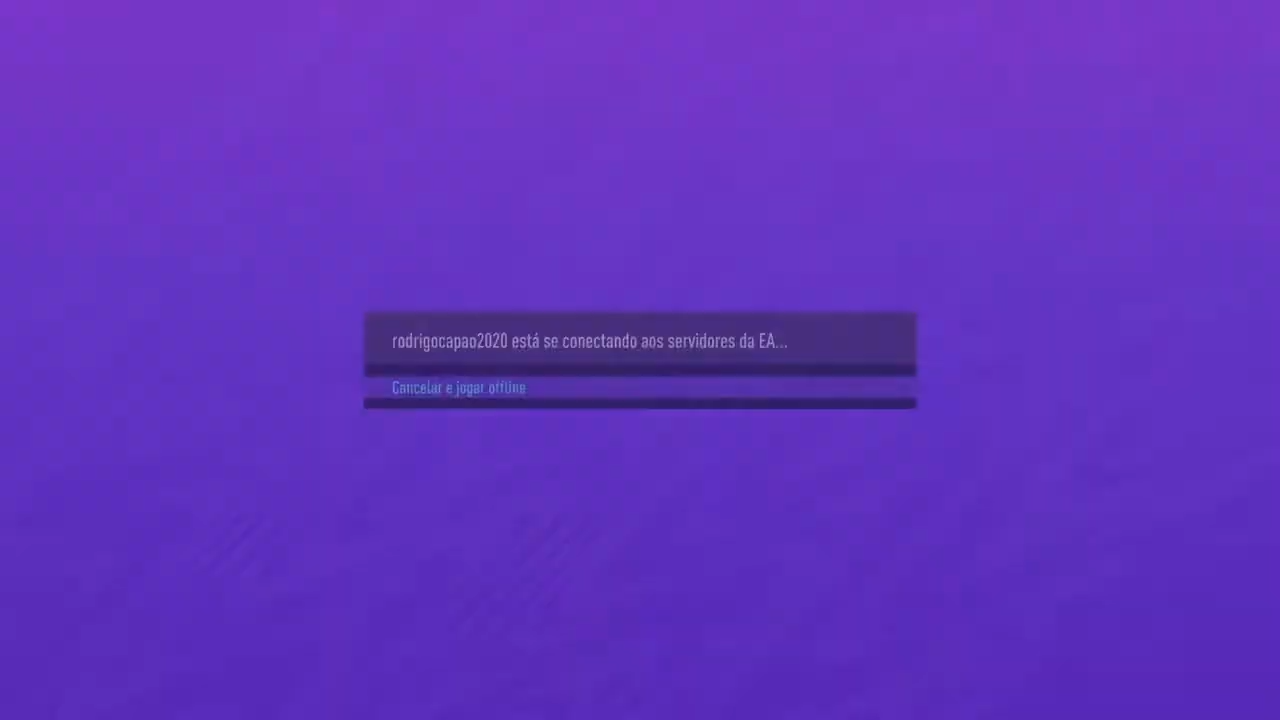 rodrigocapao2020 está se conectando aos servidores da EA...
Cancelar e jogar offline